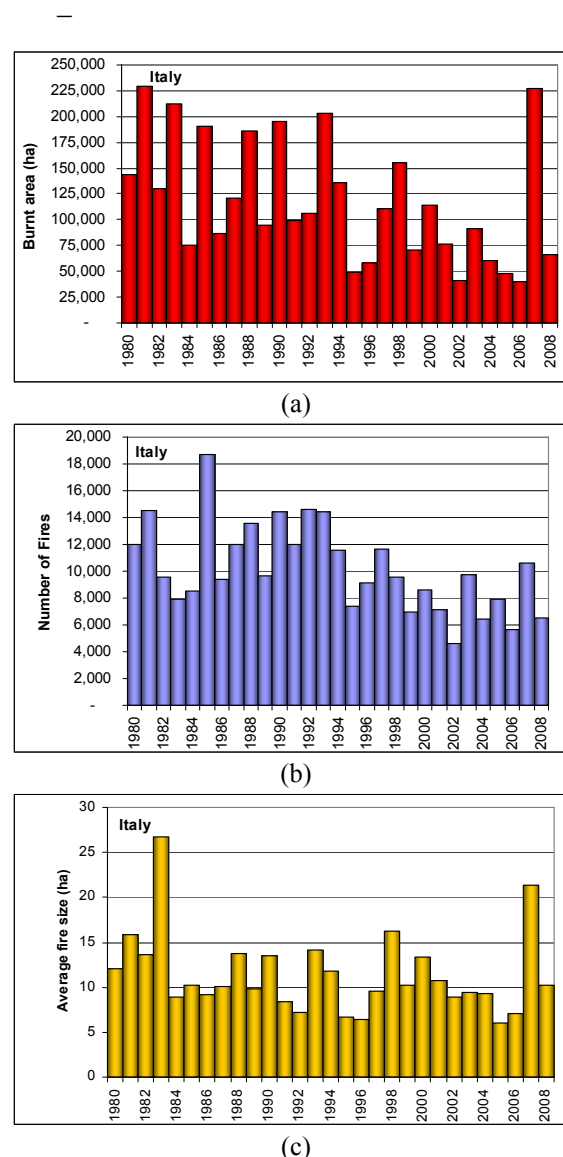 Italy
250,000
225,000
200,000
175,000
150,000
125,000
100,000
75,000
50,000
25,000
-
Burnt area (ha)
1980 1982 1984 1986 1988 1990 1992 1994 1996 1998 2000 2002 2004 2006 2008
(a)
Italy
20,000
18,000
16,000
14,000
12,000
10,000
8,000
6,000
4,000
2,000
-
Number of Fires
1980 1982 1984 1986 1988 1990 1992 1994 1996 1998 2000 2002 2004 2006 2008
(b)
Italy
30
25
20
15
10
5
0
Average fire size (ha)
1980 1982 1984 1986 1988 1990 1992 1994 1996 1998 2000 2002 2004 2006 2008
(c)